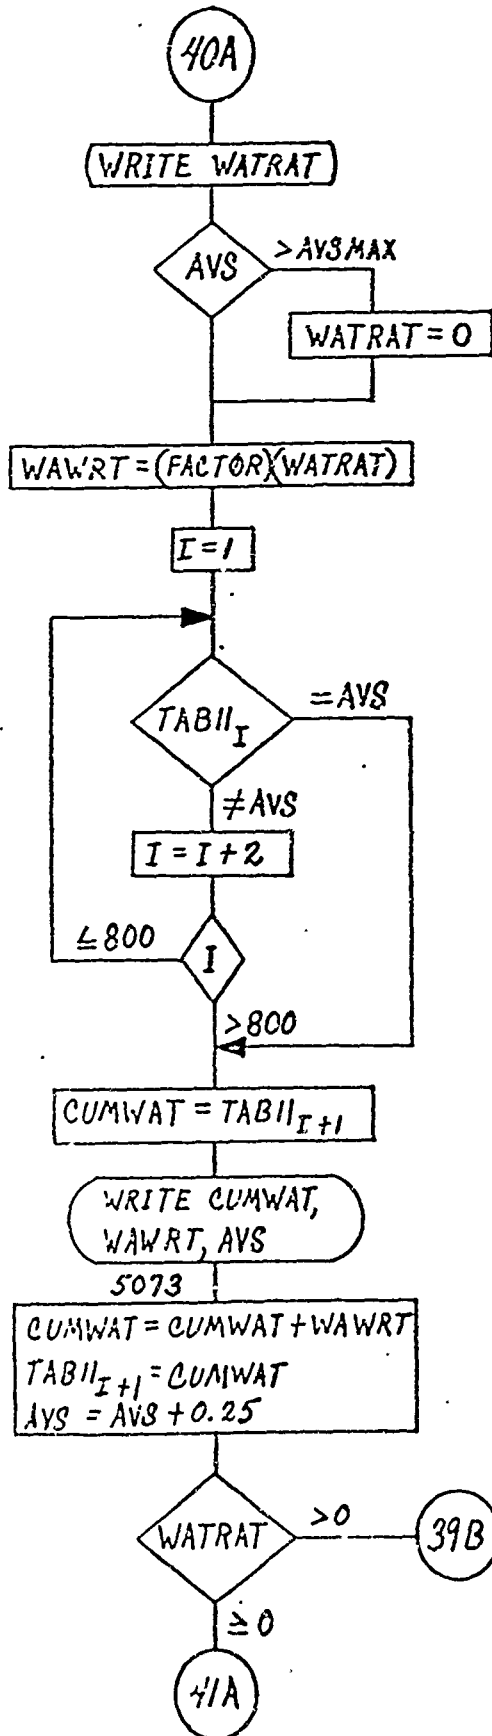 40A
WRITE WATRAT
AVS
>AVSMAX
WATRAT = 0
WAWRT = (FACTOR)(WATRAT)
I = 1
TAB11I
=AVS
≠AVS
I = I + 2
≤800
I
>800
CUMWAT = TAB11I+1
WRITE CUMWAT,
WAWRT, AVS
5073
CUMWAT = CUMWAT + WAWRT
TAB11I+1 = CUMWAT
AVS = AVS + 0.25
WATRAT
>0
39B
≥0
41A